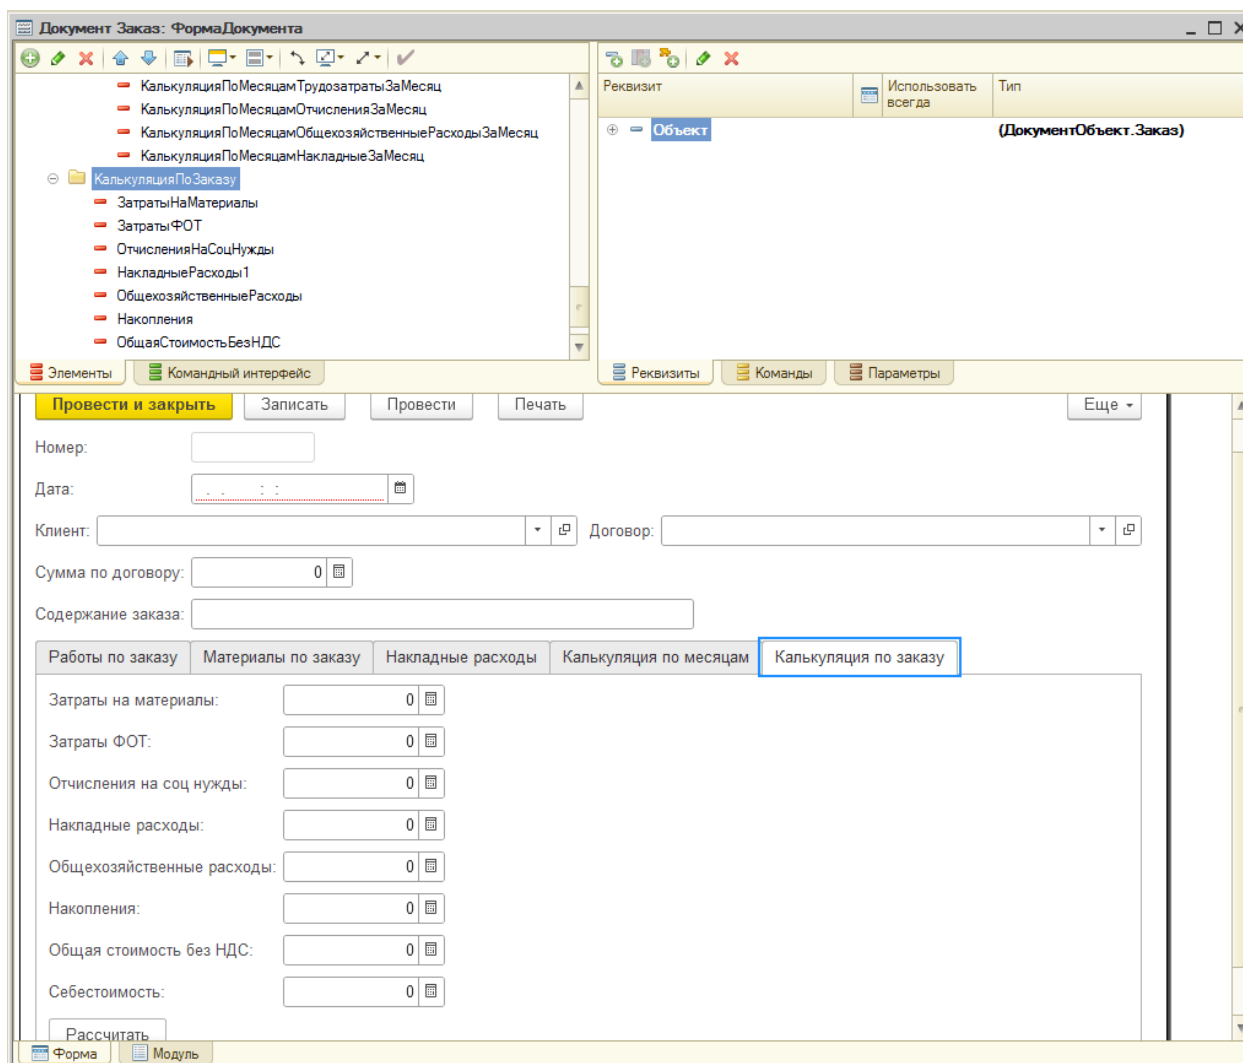 Документ Заказ: ФормаДокумента
КалькуляцияПоМесяцамТрудозатратыЗаМесяц
КалькуляцияПоМесяцамОтчисленияЗаМесяц
КалькуляцияПоМесяцамОбщехозяйственныеРасходыЗаМесяц
КалькуляцияПоМесяцамНакладныеЗаМесяц
КалькуляцияПоЗаказу
ЗатратыНаМатериалы
ЗатратыФОТ
ОтчисленияНаСоцНужды
НакладныеРасходы1
ОбщехозяйственныеРасходы
Накопления
ОбщаяСтоимостьБезНДС
Элементы Командный интерфейс
Реквизит Использовать всегда Тип
Объект (ДокументОбъект.Заказ)
Реквизиты Команды Параметры
Провести и закрыть Записать Провести Печать Еще
Номер:
Дата: . . : :
Клиент: Договор:
Сумма по договору: 0
Содержание заказа:
Работы по заказу Материалы по заказу Накладные расходы Калькуляция по месяцам Калькуляция по заказу
Затраты на материалы: 0
Затраты ФОТ: 0
Отчисления на соц нужды: 0
Накладные расходы: 0
Общехозяйственные расходы: 0
Накопления: 0
Общая стоимость без НДС: 0
Себестоимость: 0
Рассчитать
Форма Модуль